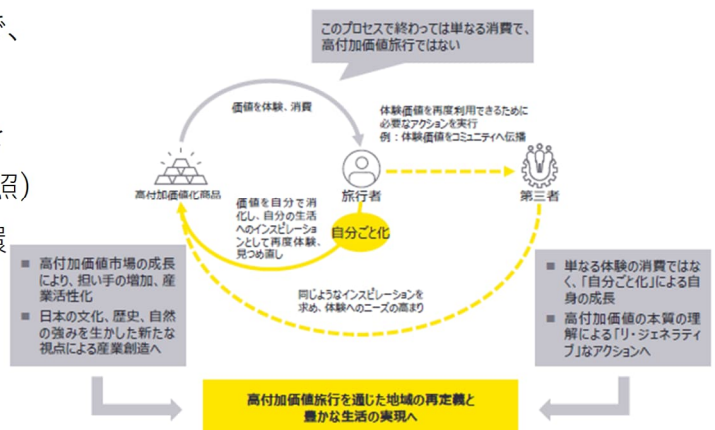 で、
て
照)
このプロセスで終わっては単なる消費で、
高付加価値旅行ではない
価値を体験、消費
体験価値を再度利用できるために
必要なアクションを実行
例：体験価値をコミュニティへ伝播
高付加価値化商品
旅行者
第三者
価値を自分で消
化し、自分の生活
へのインスピレーショ
ンとして再度体験、
見つめ直し
自分ごと化
同じようなインスピレーションを
求め、体験へのニーズの高まり
■ 高付加価値市場の成長
により、担い手の増加、産
業活性化
■ 日本の文化、歴史、自然
の強みを生かした新たな
視点による産業創造へ
■ 単なる体験の消費ではな
く、「自分ごと化」による自
身の成長
■ 高付加価値の本質の理
解による「リ・ジェネラティ
ブ」なアクションへ
高付加価値旅行を通じた地域の再定義と
豊かな生活の実現へ